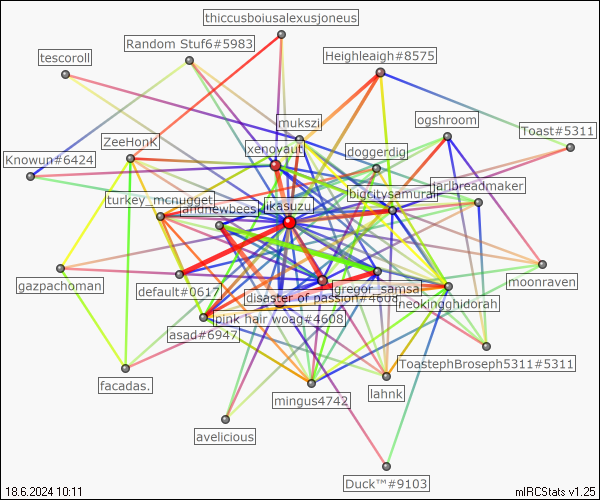 thiccusboiusalexusjoneus
Random Stuf6#5983
tescoroll
Heighleaigh#8575
mukszi
ogshroom
Toast#5311
ZeeHonK
xenovaut
doggerdig
Knowun#6424
turkey_mcnugget
andnewbees
ikasuzu
bigcitysamurai
jarlbreadmaker
gazpachoman
default#0617
disaster of passion#4608
gregor_samsa
neokingghidorah
moonraven
asad#6947
pink hair woag#4608
ToastephBroseph5311#5311
facadas.
mingus4742
lahnk
avelicious
Duck™#9103
18.6.2024 10:11
mIRCStats v1.25